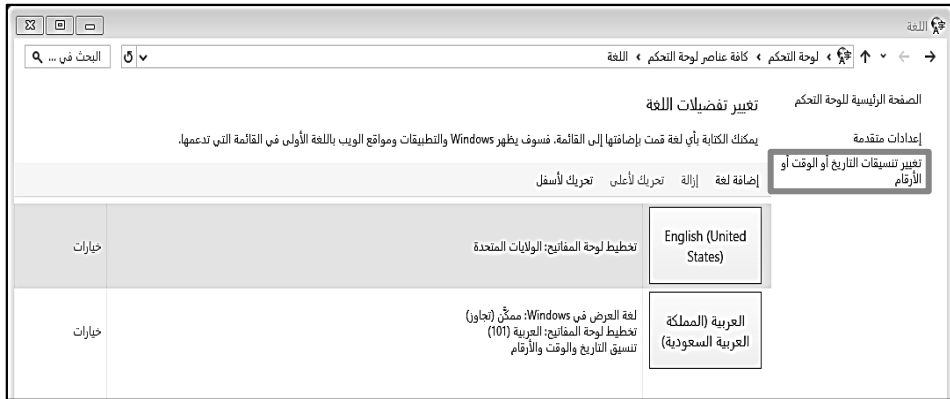 اللغة
لوحة التحكم › كافة عناصر لوحة التحكم › اللغة
البحث في ...
الصفحة الرئيسية للوحة التحكم
إعدادات متقدمة
تغيير تنسيقات التاريخ أو الوقت أو
الأرقام
تغيير تفضيلات اللغة
يمكنك الكتابة بأي لغة قمت بإضافتها إلى القائمة. فسوف يظهر Windows والتطبيقات ومواقع الويب باللغة الأولى في القائمة التي تدعمها.
إضافة لغة إزالة تحريك لأعلى تحريك لأسفل
English (United
States)
تخطيط لوحة المفاتيح: الولايات المتحدة
خيارات
العربية (المملكة
العربية السعودية)
لغة العرض في Windows: ممكَّن (تجاوز)
تخطيط لوحة المفاتيح: العربية (101)
تنسيق التاريخ والوقت والأرقام
خيارات